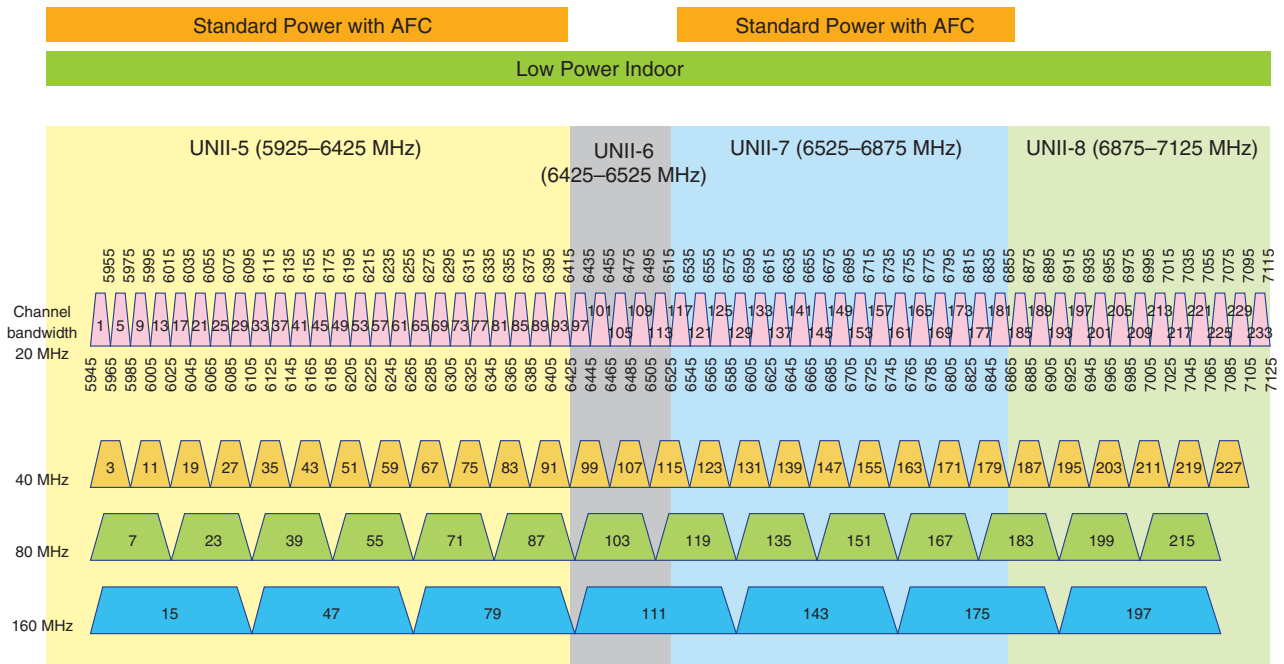 Standard Power with AFC Standard Power with AFC
Low Power Indoor
UNII-5 (5925–6425 MHz) UNII-6 (6425–6525 MHz) UNII-7 (6525–6875 MHz) UNII-8 (6875–7125 MHz)
5955 5975 5995 6015 6035 6055 6075 6095 6115 6135 6155 6175 6195 6215 6235 6255 6275 6295 6315 6335 6355 6375 6395 6415 6435 6455 6475 6495 6515 6535 6555 6575 6595 6615 6635 6655 6675 6695 6715 6735 6755 6775 6795 6815 6835 6855 6875 6895 6915 6935 6955 6975 6995 7015 7035 7055 7075 7095 7115
Channel bandwidth
20 MHz 1 5 9 13 17 21 25 29 33 37 41 45 49 53 57 61 65 69 73 77 81 85 89 93 97 101 105 109 113 117 121 125 129 133 137 141 145 149 153 157 161 165 169 173 177 181 185 189 193 197 201 205 209 213 217 221 225 229 233
5945 5965 5985 6005 6025 6045 6065 6085 6105 6125 6145 6165 6185 6205 6225 6245 6265 6285 6305 6325 6345 6365 6385 6405 6425 6445 6465 6485 6505 6525 6545 6565 6585 6605 6625 6645 6665 6685 6705 6725 6745 6765 6785 6805 6825 6845 6865 6885 6905 6925 6945 6965 6985 7005 7025 7045 7065 7085 7105 7125
40 MHz 3 11 19 27 35 43 51 59 67 75 83 91 99 107 115 123 131 139 147 155 163 171 179 187 195 203 211 219 227
80 MHz 7 23 39 55 71 87 103 119 135 151 167 183 199 215
160 MHz 15 47 79 111 143 175 197